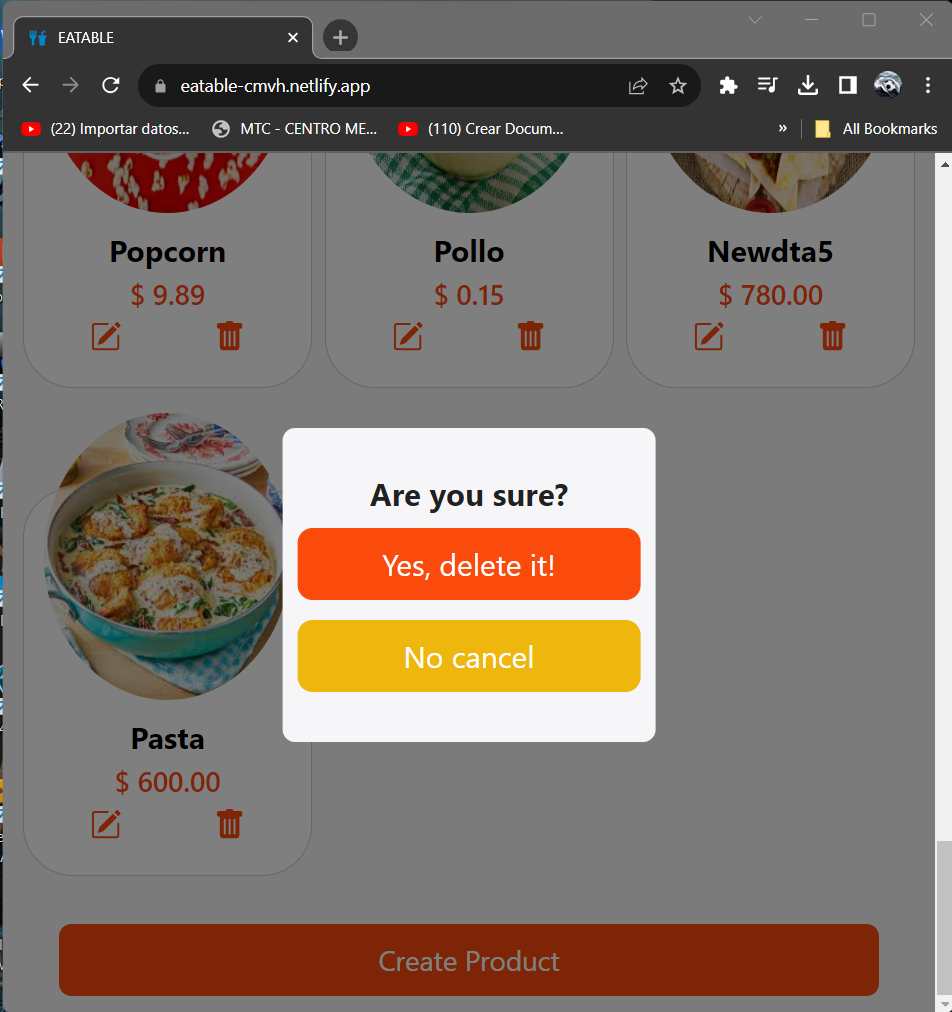 EATABLE
eatable-cmvh.netlify.app
(22) Importar datos...
MTC - CENTRO ME...
(110) Crear Docum...
»
All Bookmarks
Popcorn
Pollo
Newdta5
$ 9.89
$ 0.15
$ 780.00
Are you sure?
Yes, delete it!
No cancel
Pasta
$ 600.00
Create Product